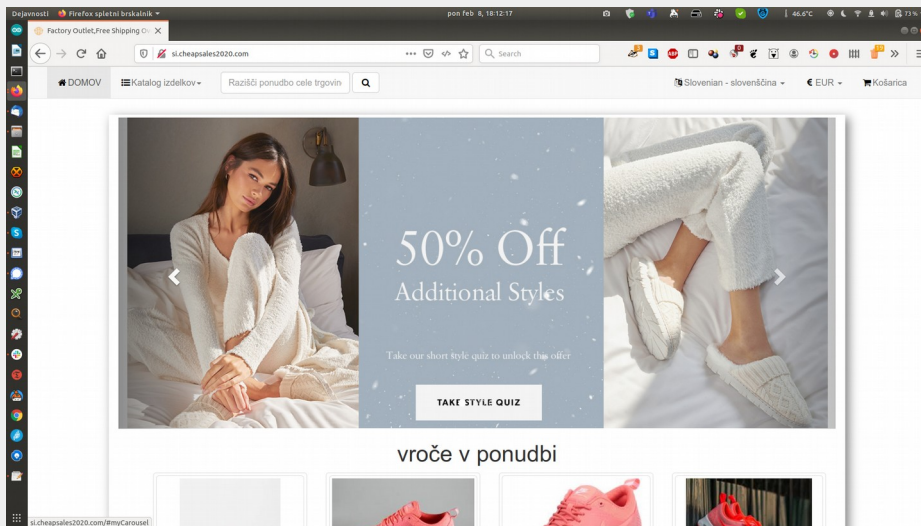 Dejavnosti
Firefox spletni brskalnik
pon feb 8, 18:12:17
46.6°C
73%
Factory Outlet,Free Shipping O
si.cheapsales2020.com
Search
DOMOV
Katalog izdelkov
Razišči ponudbo cele trgovin
Slovenian - slovenščina
€ EUR
Košarica
50% Off
Additional Styles
Take our short style quiz to unlock this offer
TAKE STYLE QUIZ
vroče v ponudbi
si.cheapsales2020.com/#myCarousel